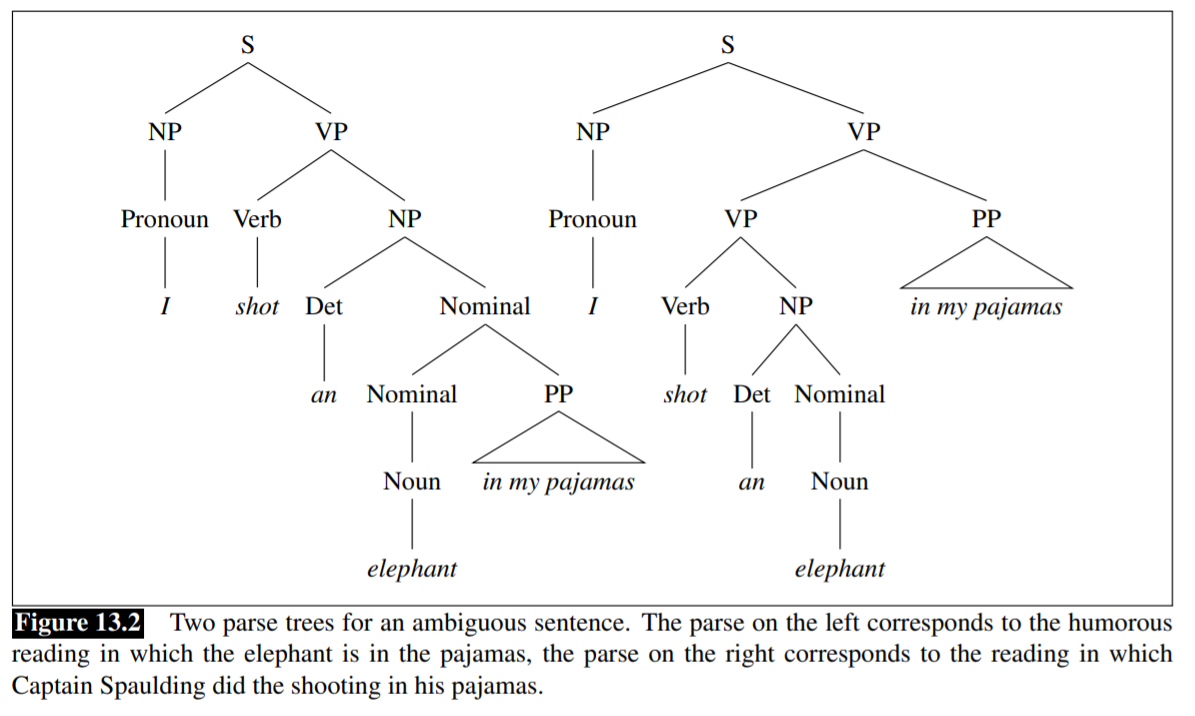 S S
NP VP NP VP
Pronoun Verb NP Pronoun VP PP
I shot Det Nominal I Verb NP in my pajamas
an Nominal PP shot Det Nominal
Noun in my pajamas an Noun
elephant elephant
Figure 13.2 Two parse trees for an ambiguous sentence. The parse on the left corresponds to the humorous
reading in which the elephant is in the pajamas, the parse on the right corresponds to the reading in which
Captain Spaulding did the shooting in his pajamas.